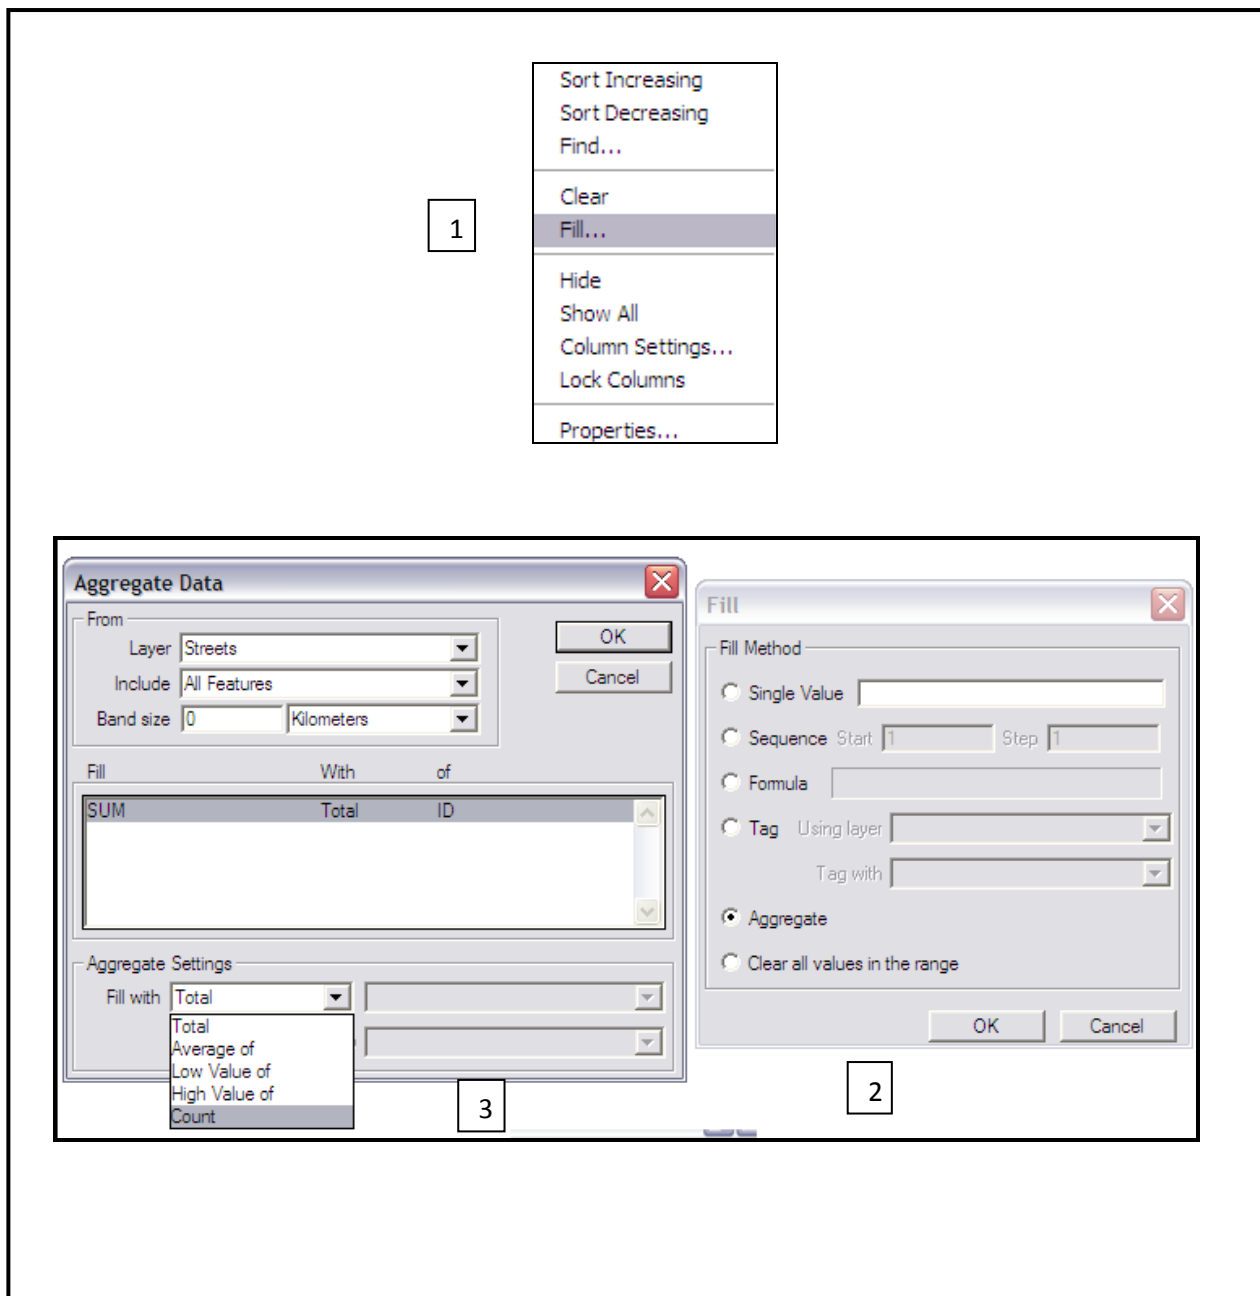 Sort Increasing
Sort Decreasing
Find...
Clear
1
Fill...
Hide
Show All
Column Settings...
Lock Columns
Properties...
Aggregate Data
From
Layer Streets
Include All Features
Band size 0 Kilometers
OK
Cancel
Fill With of
SUM Total ID
Aggregate Settings
Fill with Total
Total
Average of
Low Value of
High Value of
Count
3
Fill
Fill Method
Single Value
Sequence Start 1 Step 1
Formula
Tag Using layer
Tag with
Aggregate
Clear all values in the range
OK Cancel
2